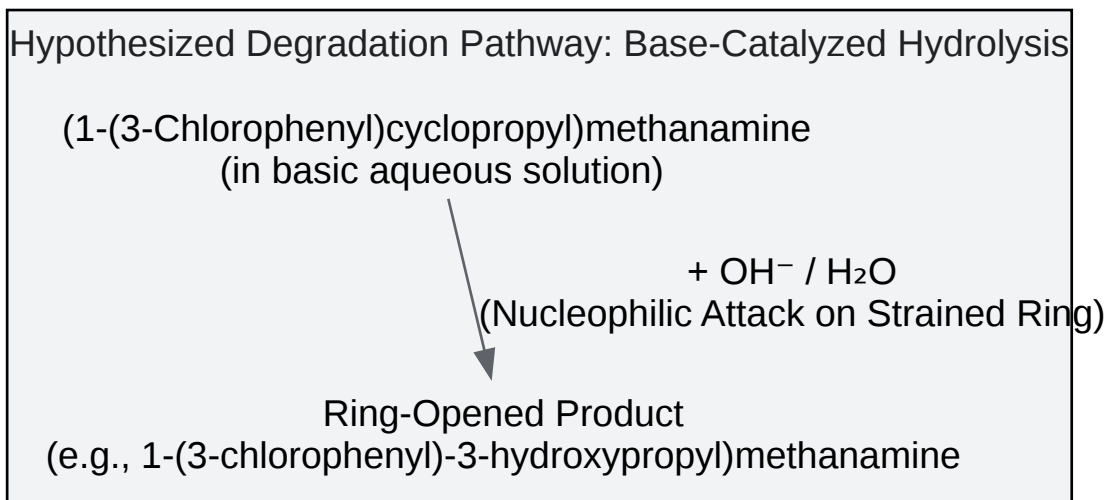 Hypothesized Degradation Pathway: Base-Catalyzed Hydrolysis
(1-(3-Chlorophenyl)cyclopropyl)methanamine
(in basic aqueous solution)
+ OH⁻ / H₂O
(Nucleophilic Attack on Strained Ring)
Ring-Opened Product
(e.g., 1-(3-chlorophenyl)-3-hydroxypropyl)methanamine